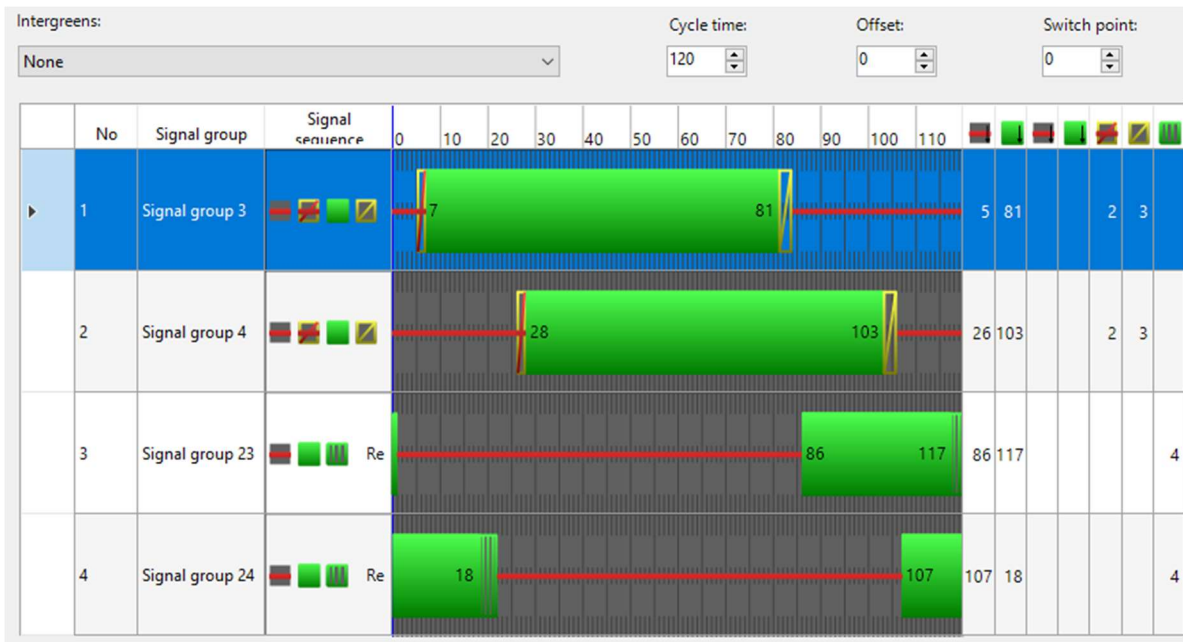 Intergreens:
Cycle time:
Offset:
Switch point:
None
120
0
0
No
Signal group
Signal
sequence
0 10 20 30 40 50 60 70 80 90 100 110
1 Signal group 3 7 81 5 81 2 3
2 Signal group 4 28 103 26 103 2 3
3 Signal group 23 Re 86 117 86 117 4
4 Signal group 24 Re 18 107 107 18 4